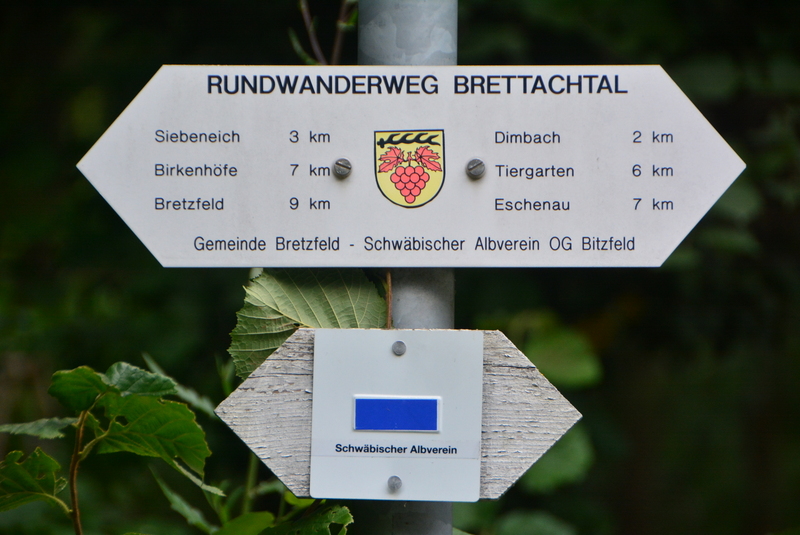 RUNDWANDERWEG BRETTACHTAL
Siebeneich 3 km Dimbach 2 km
Birkenhöfe 7 km Tiergarten 6 km
Bretzfeld 9 km Eschenau 7 km
Gemeinde Bretzfeld - Schwäbischer Albverein OG Bitzfeld
Schwäbischer Albverein